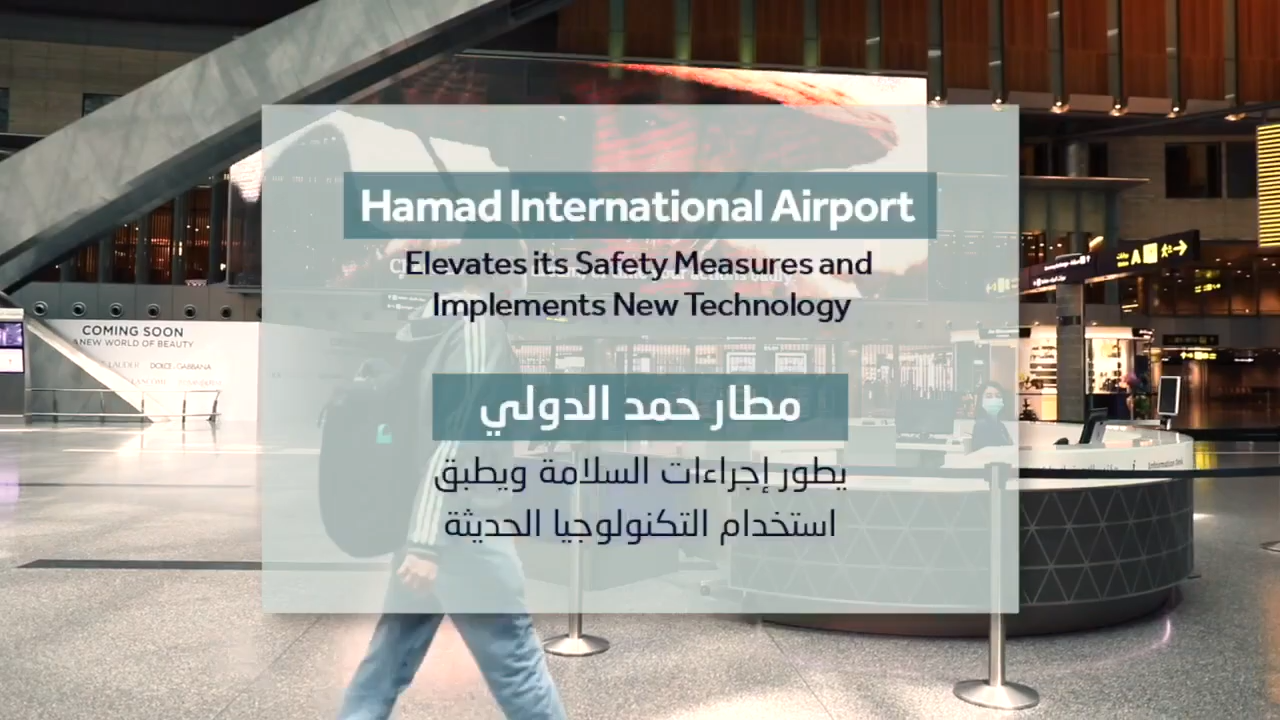 Hamad International Airport
Elevates its Safety Measures and
Implements New Technology
مطار حمد الدولي
يطور إجراءات السلامة ويطبق
استخدام التكنولوجيا الحديثة
COMING SOON
A NEW WORLD OF BEAUTY
DOLCE & GABBANA
A